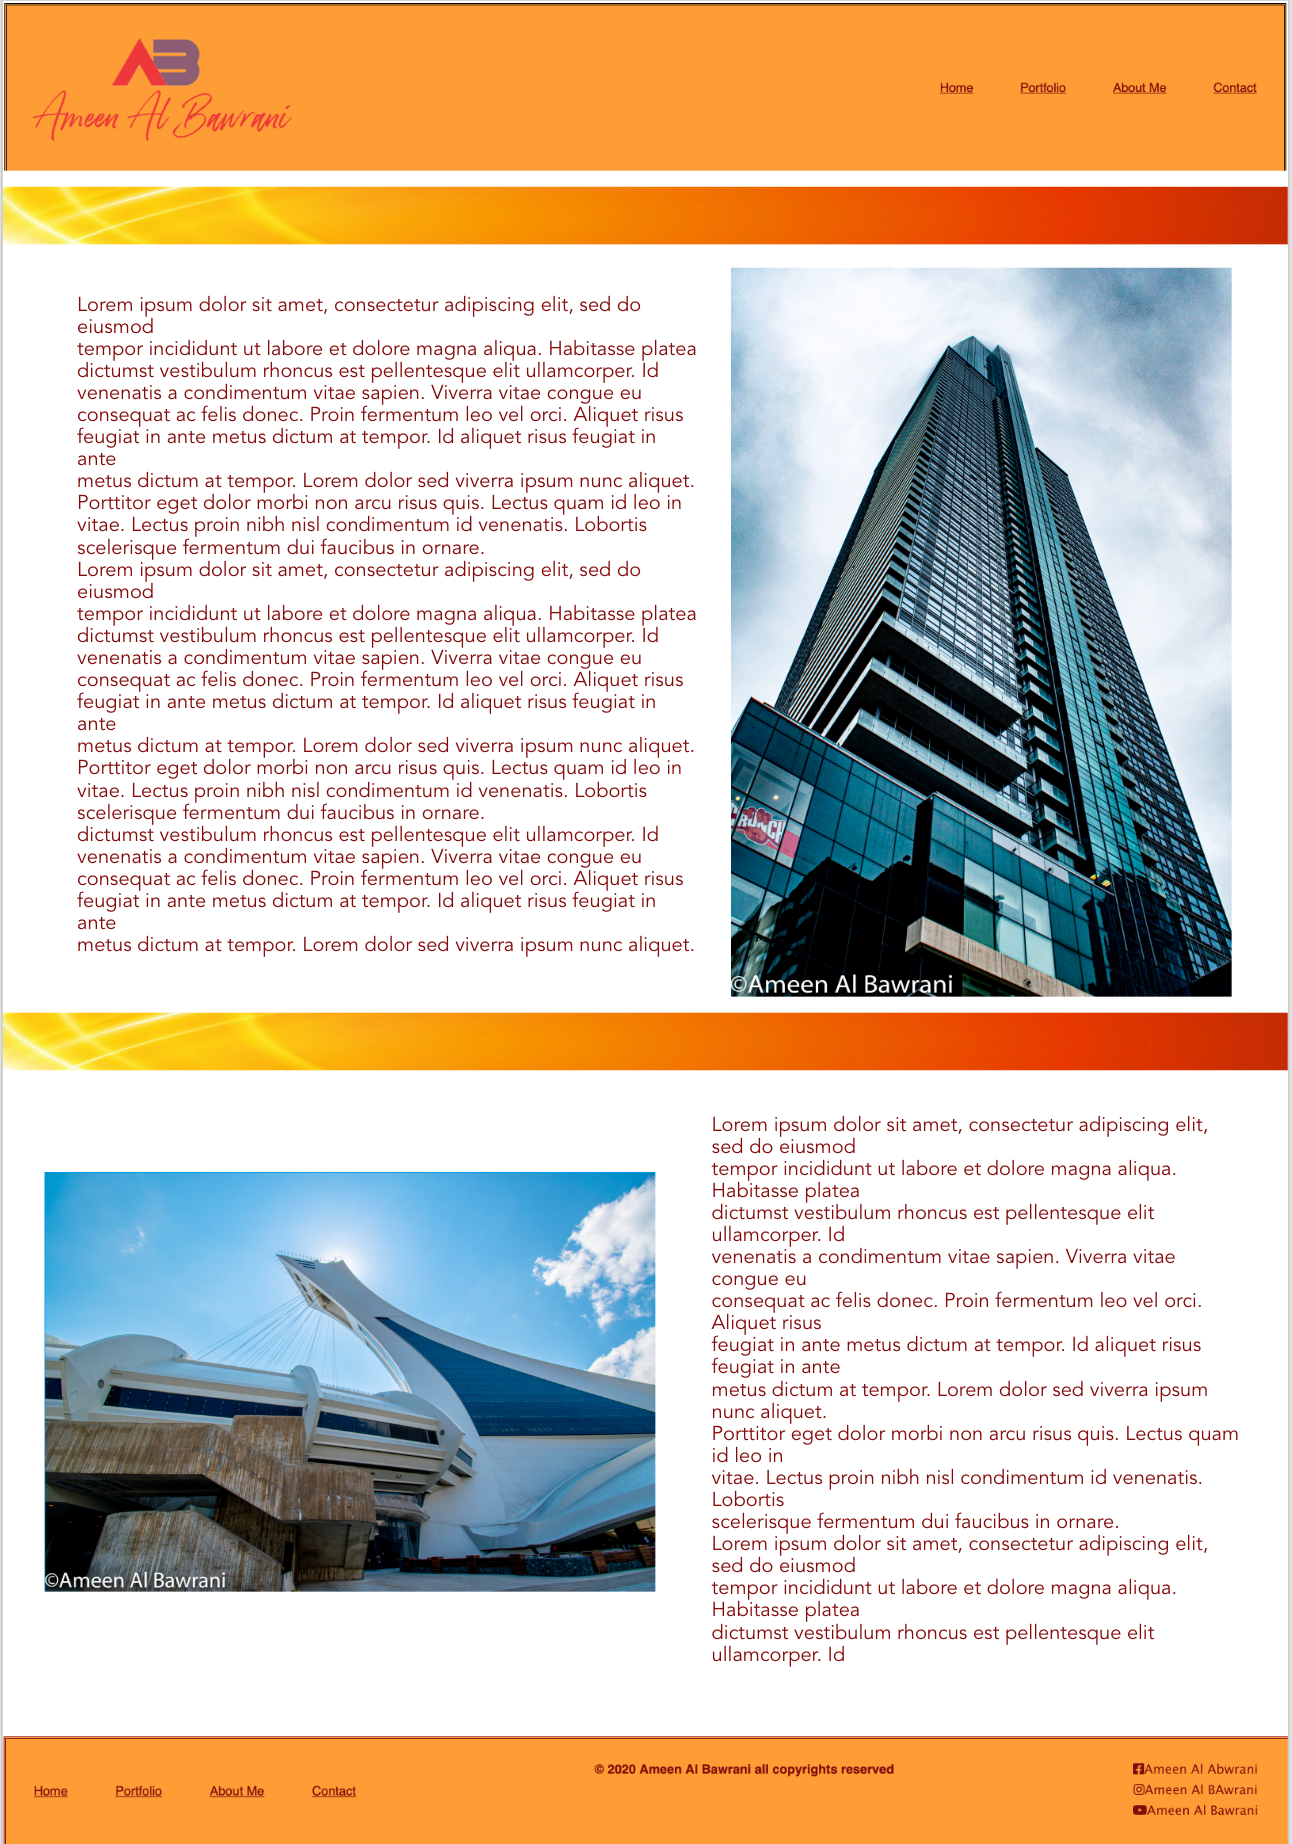 AB
Ameen Al Bawrani
Home Portfolio About Me Contact
Lorem ipsum dolor sit amet, consectetur adipiscing elit, sed do
eiusmod
tempor incididunt ut labore et dolore magna aliqua. Habitasse platea
dictumst vestibulum rhoncus est pellentesque elit ullamcorper. Id
venenatis a condimentum vitae sapien. Viverra vitae congue eu
consequat ac felis donec. Proin fermentum leo vel orci. Aliquet risus
feugiat in ante metus dictum at tempor. Id aliquet risus feugiat in
ante
metus dictum at tempor. Lorem dolor sed viverra ipsum nunc aliquet.
Porttitor eget dolor morbi non arcu risus quis. Lectus quam id leo in
vitae. Lectus proin nibh nisl condimentum id venenatis. Lobortis
scelerisque fermentum dui faucibus in ornare.
Lorem ipsum dolor sit amet, consectetur adipiscing elit, sed do
eiusmod
tempor incididunt ut labore et dolore magna aliqua. Habitasse platea
dictumst vestibulum rhoncus est pellentesque elit ullamcorper. Id
venenatis a condimentum vitae sapien. Viverra vitae congue eu
consequat ac felis donec. Proin fermentum leo vel orci. Aliquet risus
feugiat in ante metus dictum at tempor. Id aliquet risus feugiat in
ante
metus dictum at tempor. Lorem dolor sed viverra ipsum nunc aliquet.
Porttitor eget dolor morbi non arcu risus quis. Lectus quam id leo in
vitae. Lectus proin nibh nisl condimentum id venenatis. Lobortis
scelerisque fermentum dui faucibus in ornare.
dictumst vestibulum rhoncus est pellentesque elit ullamcorper. Id
venenatis a condimentum vitae sapien. Viverra vitae congue eu
consequat ac felis donec. Proin fermentum leo vel orci. Aliquet risus
feugiat in ante metus dictum at tempor. Id aliquet risus feugiat in
ante
metus dictum at tempor. Lorem dolor sed viverra ipsum nunc aliquet.
CRUNCH
©Ameen Al Bawrani
©Ameen Al Bawrani
Lorem ipsum dolor sit amet, consectetur adipiscing elit,
sed do eiusmod
tempor incididunt ut labore et dolore magna aliqua.
Habitasse platea
dictumst vestibulum rhoncus est pellentesque elit
ullamcorper. Id
venenatis a condimentum vitae sapien. Viverra vitae
congue eu
consequat ac felis donec. Proin fermentum leo vel orci.
Aliquet risus
feugiat in ante metus dictum at tempor. Id aliquet risus
feugiat in ante
metus dictum at tempor. Lorem dolor sed viverra ipsum
nunc aliquet.
Porttitor eget dolor morbi non arcu risus quis. Lectus quam
id leo in
vitae. Lectus proin nibh nisl condimentum id venenatis.
Lobortis
scelerisque fermentum dui faucibus in ornare.
Lorem ipsum dolor sit amet, consectetur adipiscing elit,
sed do eiusmod
tempor incididunt ut labore et dolore magna aliqua.
Habitasse platea
dictumst vestibulum rhoncus est pellentesque elit
ullamcorper. Id
Home Portfolio About Me Contact
© 2020 Ameen Al Bawrani all copyrights reserved
Ameen Al Abwrani
Ameen Al BAwrani
Ameen Al Bawrani